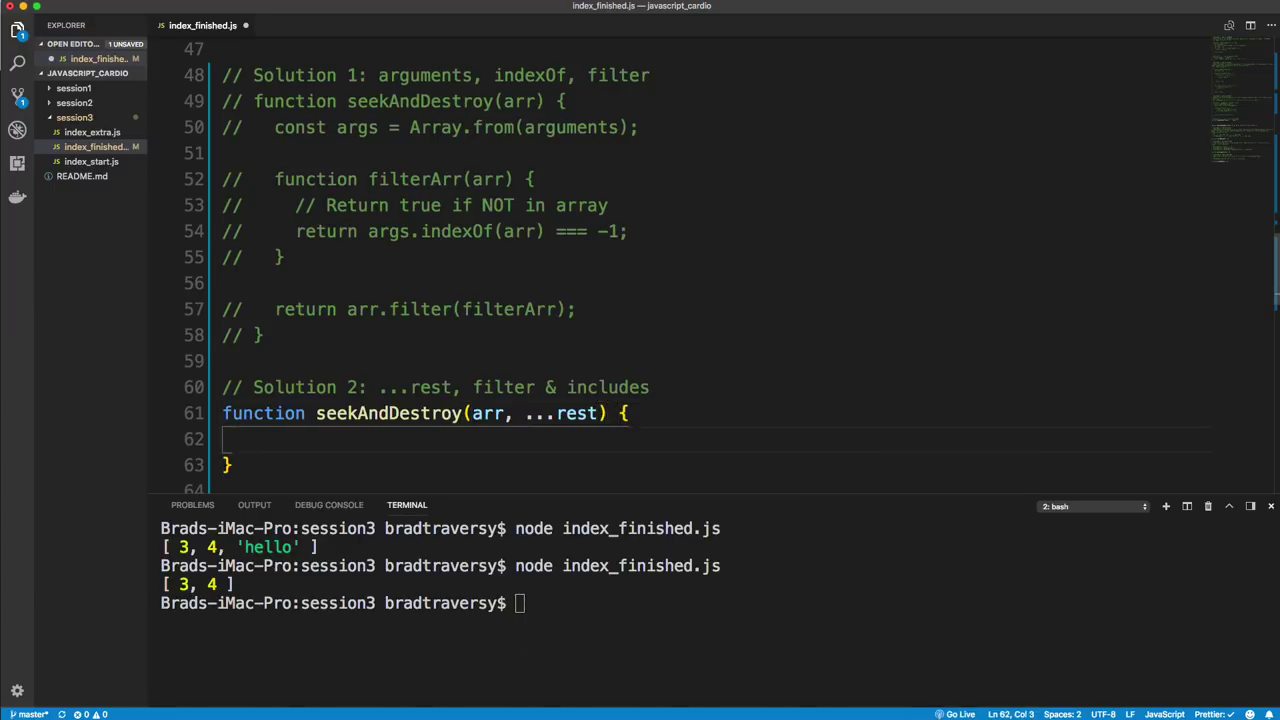 index_finished.js — javascript_cardio
EXPLORER
index_finished.js
OPEN EDITO... 1 UNSAVED
index_finishe... M
JAVASCRIPT_CARDIO
session1
session2
session3
index_extra.js
index_finished... M
index_start.js
README.md
47
48 // Solution 1: arguments, indexOf, filter
49 // function seekAndDestroy(arr) {
50 //   const args = Array.from(arguments);
51
52 //   function filterArr(arr) {
53 //     // Return true if NOT in array
54 //     return args.indexOf(arr) === -1;
55 //   }
56
57 //   return arr.filter(filterArr);
58 // }
59
60 // Solution 2: ...rest, filter & includes
61 function seekAndDestroy(arr, ...rest) {
62
63 }
64
PROBLEMS OUTPUT DEBUG CONSOLE TERMINAL 2: bash
Brads-iMac-Pro:session3 bradtraversy$ node index_finished.js
[ 3, 4, 'hello' ]
Brads-iMac-Pro:session3 bradtraversy$ node index_finished.js
[ 3, 4 ]
Brads-iMac-Pro:session3 bradtraversy$
master* 0 0 Go Live Ln 62, Col 3 Spaces: 2 UTF-8 LF JavaScript Prettier: ✓